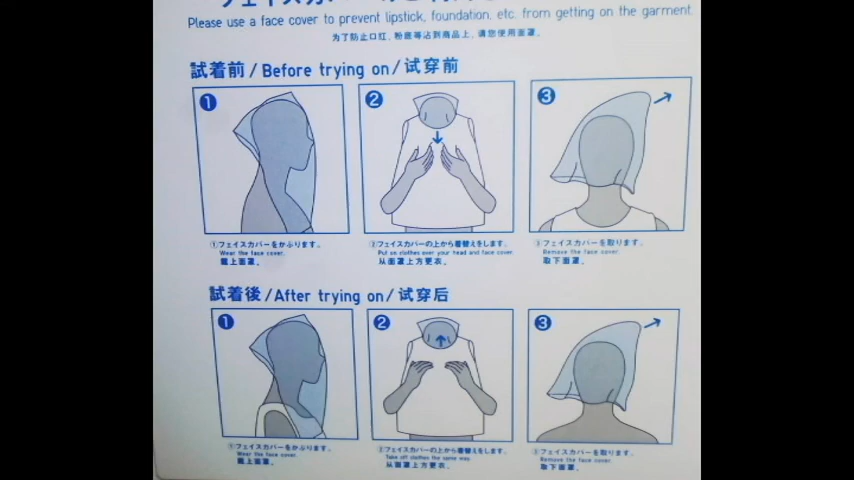 Please use a face cover to prevent lipstick, foundation, etc. from getting on the garment.
为了防止口红, 粉底等沾到商品上, 请您使用面罩。
試着前/Before trying on/试穿前
1
2
3
①フェイスカバーをかぶります。
Wear the face cover.
戴上面罩。
②フェイスカバーの上から着替えをします。
Put on clothes over your head and face cover.
从面罩上方更衣。
③フェイスカバーを取ります。
Remove the face cover.
取下面罩。
試着後/After trying on/试穿后
1
2
3
①フェイスカバーをかぶります。
Wear the face cover.
戴上面罩。
②フェイスカバーの上から着替えをします。
Take off clothes the same way.
从面罩上方更衣。
③フェイスカバーを取ります。
Remove the face cover.
取下面罩。